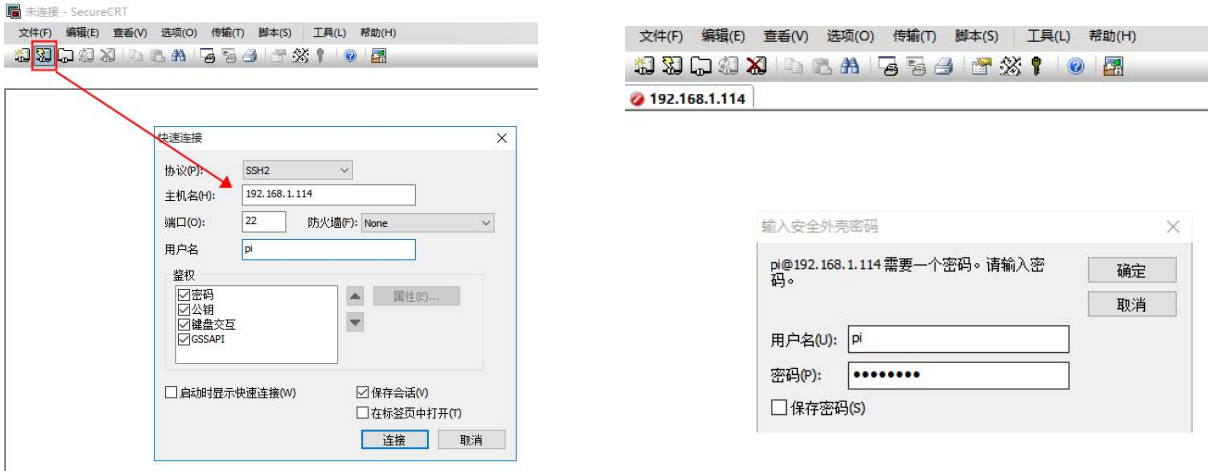 未连接 - SecureCRT
文件(F) 编辑(E) 查看(V) 选项(O) 传输(T) 脚本(S) 工具(L) 帮助(H)
快速连接
协议(P): SSH2
主机名(H): 192.168.1.114
端口(O): 22 防火墙(F): None
用户名 pi
鉴权
密码
公钥
键盘交互
GSSAPI
属性(E)...
启动时显示快速连接(W)
保存会话(V)
在标签页中打开(T)
连接 取消
文件(F) 编辑(E) 查看(V) 选项(O) 传输(T) 脚本(S) 工具(L) 帮助(H)
192.168.1.114
输入安全外壳密码
pi@192.168.1.114 需要一个密码。请输入密
码。
确定
取消
用户名(U): pi
密码(P): ●●●●●●●●
保存密码(S)